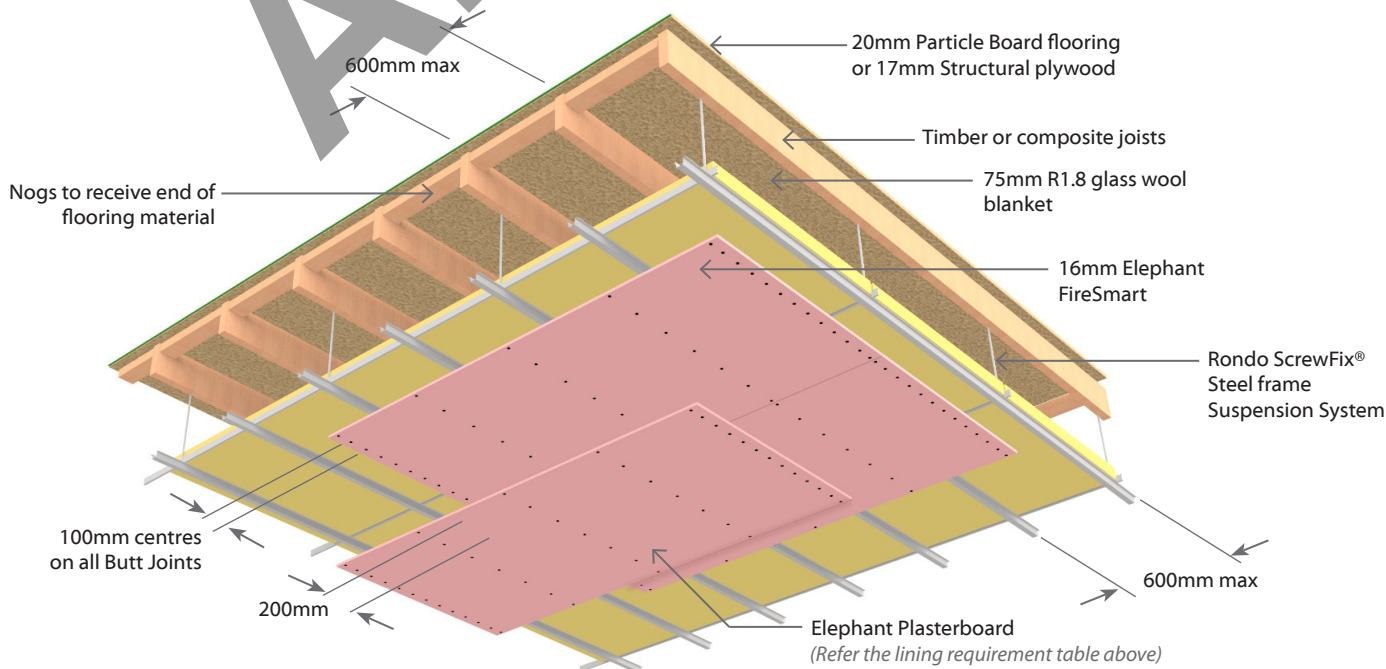 600mm max
20mm Particle Board flooring
or 17mm Structural plywood
Timber or composite joists
75mm R1.8 glass wool
blanket
Nogs to receive end of
flooring material
16mm Elephant
FireSmart
Rondo ScrewFix®
Steel frame
Suspension System
100mm centres
on all Butt Joints
200mm
600mm max
Elephant Plasterboard
(Refer the lining requirement table above)